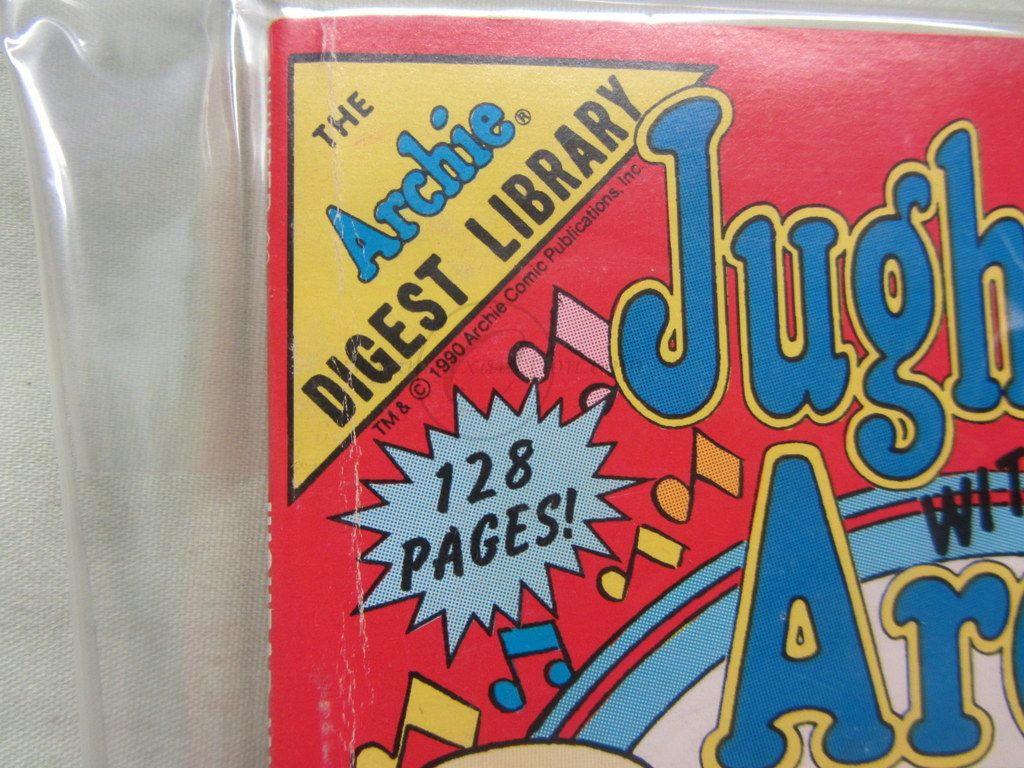 THE
Archie®
DIGEST LIBRARY
TM & © 1990 Archie Comic Publications, Inc.
Jugh
128
PAGES!
WIT
Ar